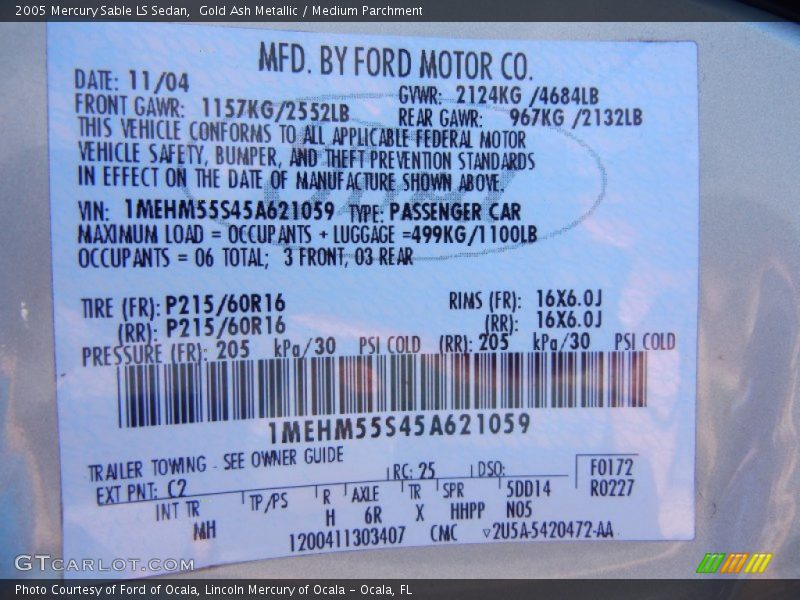 2005 Mercury Sable LS Sedan,  Gold Ash Metallic / Medium Parchment
MFD. BY FORD MOTOR CO.
DATE: 11/04 GVWR: 2124KG /4684LB
FRONT GAWR: 1157KG/2552LB REAR GAWR: 967KG /2132LB
THIS VEHICLE CONFORMS TO ALL APPLICABLE FEDERAL MOTOR
VEHICLE SAFETY, BUMPER, AND THEFT PREVENTION STANDARDS
IN EFFECT ON THE DATE OF MANUFACTURE SHOWN ABOVE.
VIN: 1MEHM55S45A621059 TYPE: PASSENGER CAR
MAXIMUM LOAD = OCCUPANTS + LUGGAGE =499KG/1100LB
OCCUPANTS = 06 TOTAL; 3 FRONT, 03 REAR
TIRE (FR): P215/60R16 RIMS (FR): 16X6.0J
(RR): P215/60R16 (RR): 16X6.0J
PRESSURE (FR): 205 kPa/30 PSI COLD (RR): 205 kPa/30 PSI COLD
1MEHM55S45A621059
TRAILER TOWING - SEE OWNER GUIDE
EXT PNT: C2 RC: 25 DSO: F0172
INT TR TP/PS R AXLE TR SPR 5DD14 R0227
MH H 6R X HHPP N05
1200411303407 CMC ▽2U5A-5420472-AA
GTCARLOT.COM
Photo Courtesy of Ford of Ocala, Lincoln Mercury of Ocala – Ocala, FL